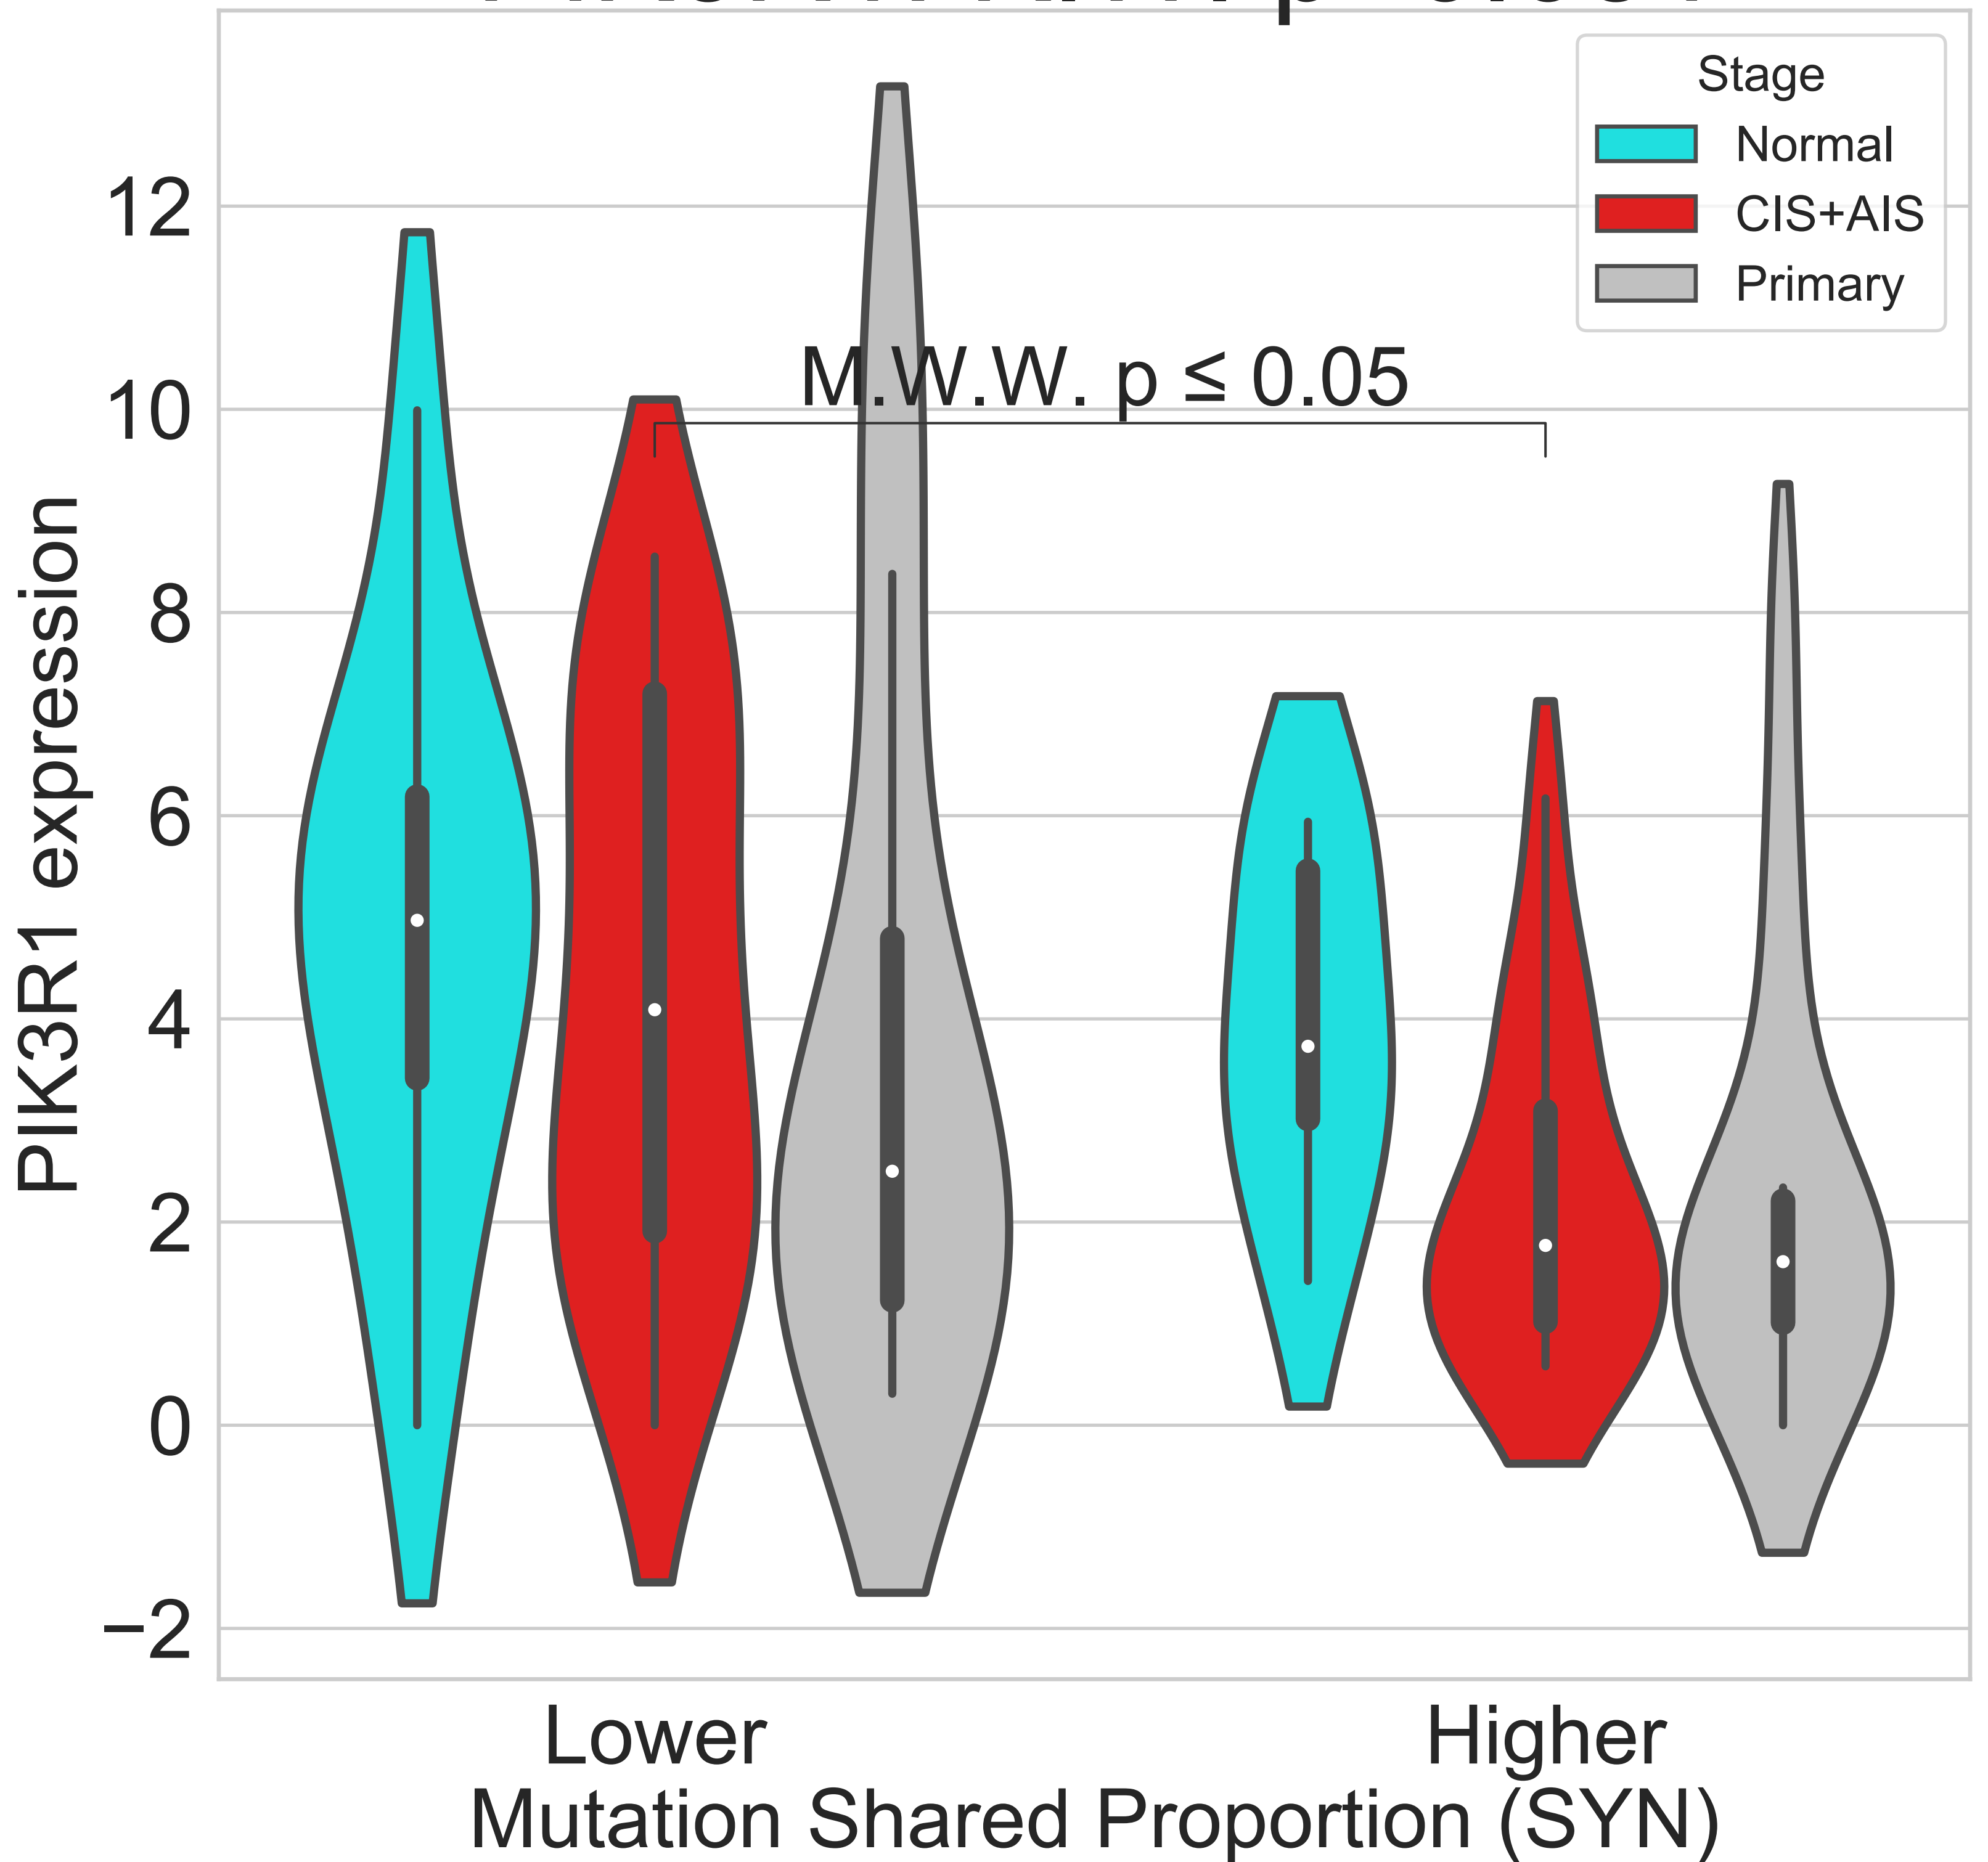 Stage
Normal
CIS+AIS
Primary
M.W.W. p ≤ 0.05
12
10
8
6
4
2
0
−2
PIK3R1 expression
Lower
Higher
Mutation Shared Proportion (SYN)